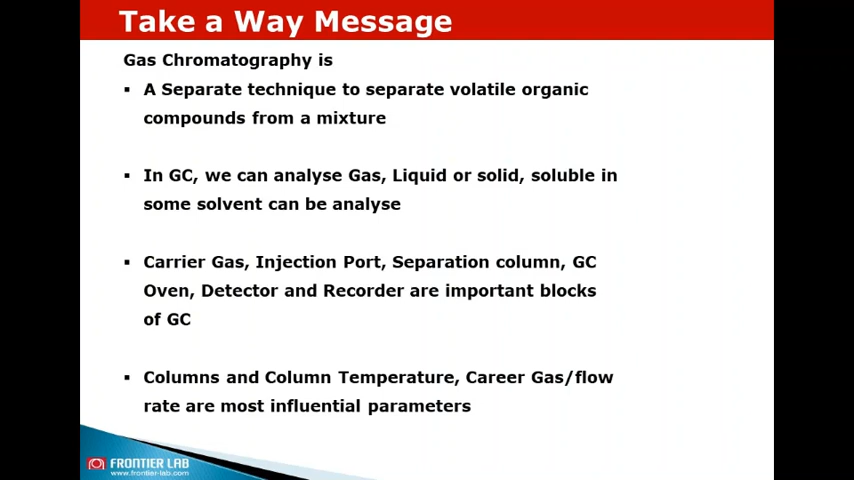 Take a Way Message
Gas Chromatography is
▪ A Separate technique to separate volatile organic
compounds from a mixture
▪ In GC, we can analyse Gas, Liquid or solid, soluble in
some solvent can be analyse
▪ Carrier Gas, Injection Port, Separation column, GC
Oven, Detector and Recorder are important blocks
of GC
▪ Columns and Column Temperature, Career Gas/flow
rate are most influential parameters
FRONTIER LAB
www.frontier-lab.com